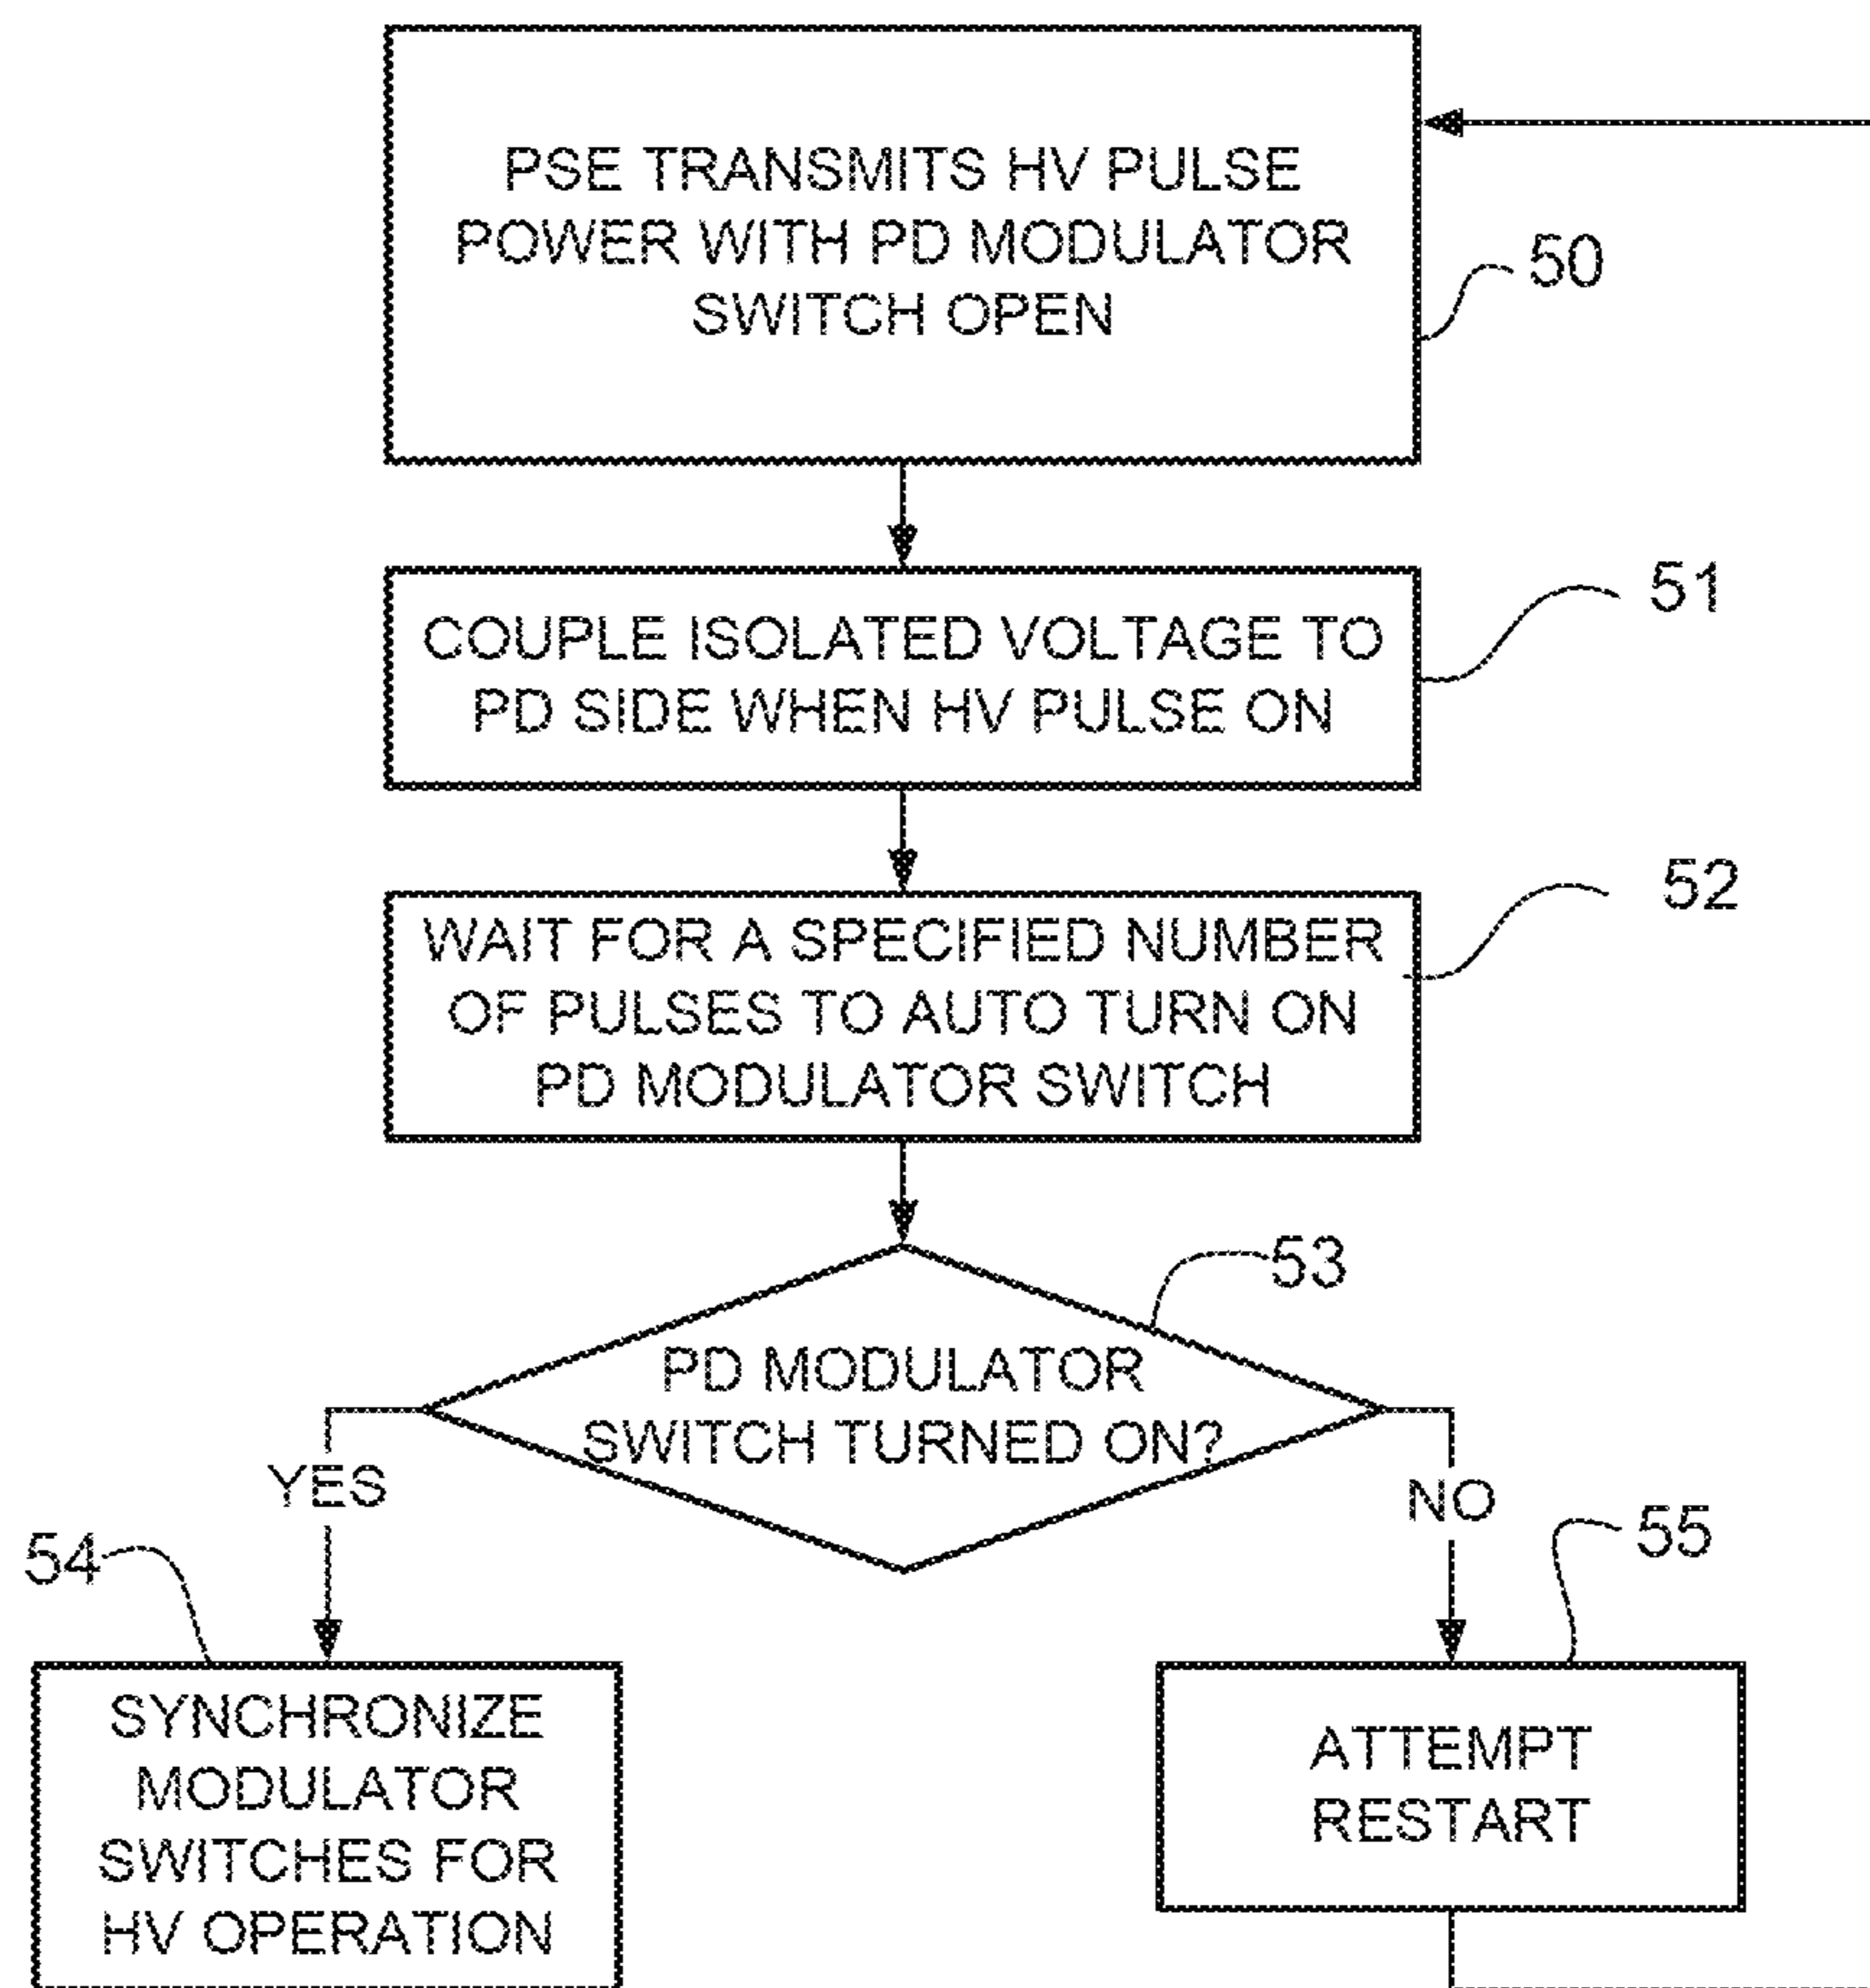 PSE TRANSMITS HV PULSE
POWER WITH PD MODULATOR
SWITCH OPEN
50
COUPLE ISOLATED VOLTAGE TO
PD SIDE WHEN HV PULSE ON
51
WAIT FOR A SPECIFIED NUMBER
OF PULSES TO AUTO TURN ON
PD MODULATOR SWITCH
52
PD MODULATOR
SWITCH TURNED ON?
53
YES
NO
54
SYNCHRONIZE
MODULATOR
SWITCHES FOR
HV OPERATION
55
ATTEMPT
RESTART